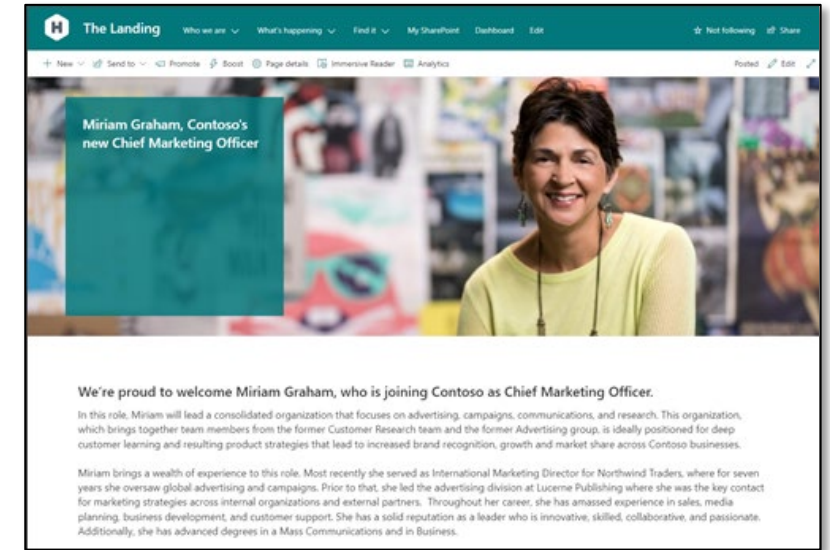 H The Landing Who we are What's happening Find it My SharePoint Dashboard Edit Not following Share
New Send to Promote Boost Page details Immersive Reader Analytics Posted Edit
Miriam Graham, Contoso's
new Chief Marketing Officer
We're proud to welcome Miriam Graham, who is joining Contoso as Chief Marketing Officer.
In this role, Miriam will lead a consolidated organization that focuses on advertising, campaigns, communications, and research. This organization,
which brings together team members from the former Customer Research team and the former Advertising group, is ideally positioned for deep
customer learning and resulting product strategies that lead to increased brand recognition, growth and market share across Contoso businesses.
Miriam brings a wealth of experience to this role. Most recently she served as International Marketing Director for Northwind Traders, where for seven
years she oversaw global advertising and campaigns. Prior to that, she led the advertising division at Lucerne Publishing where she was the key contact
for marketing strategies across internal organizations and external partners. Throughout her career, she has amassed experience in sales, media
planning, business development, and customer support. She has a solid reputation as a leader who is innovative, skilled, collaborative, and passionate.
Additionally, she has advanced degrees in a Mass Communications and in Business.